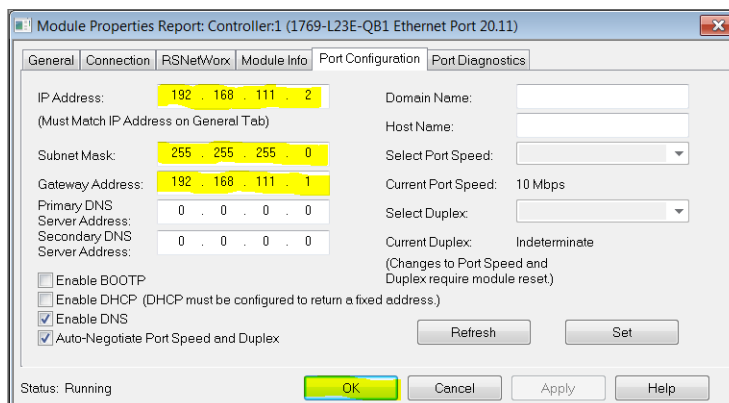 Module Properties Report: Controller:1 (1769-L23E-QB1 Ethernet Port 20.11)
General Connection RSNetWorx Module Info Port Configuration Port Diagnostics
IP Address: 192 . 168 . 111 . 2
(Must Match IP Address on General Tab)
Subnet Mask: 255 . 255 . 255 . 0
Gateway Address: 192 . 168 . 111 . 1
Primary DNS
Server Address: 0 . 0 . 0 . 0
Secondary DNS
Server Address: 0 . 0 . 0 . 0
Enable BOOTP
Enable DHCP (DHCP must be configured to return a fixed address.)
Enable DNS
Auto-Negotiate Port Speed and Duplex
Domain Name:
Host Name:
Select Port Speed:
Current Port Speed: 10 Mbps
Select Duplex:
Current Duplex: Indeterminate
(Changes to Port Speed and
Duplex require module reset.)
Refresh Set
Status: Running OK Cancel Apply Help